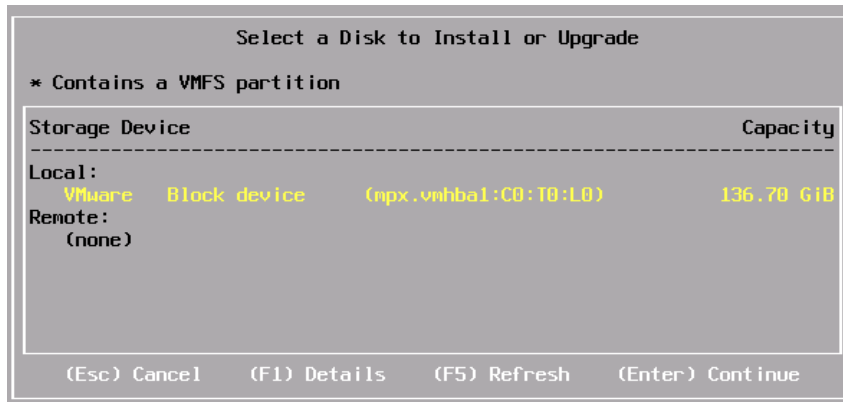 Select a Disk to Install or Upgrade
* Contains a VMFS partition
Storage Device Capacity
--------------------------------------------------------------------------------
Local:
VMware Block device (mpx.vmhba1:C0:T0:L0) 136.70 GiB
Remote:
(none)
(Esc) Cancel (F1) Details (F5) Refresh (Enter) Continue